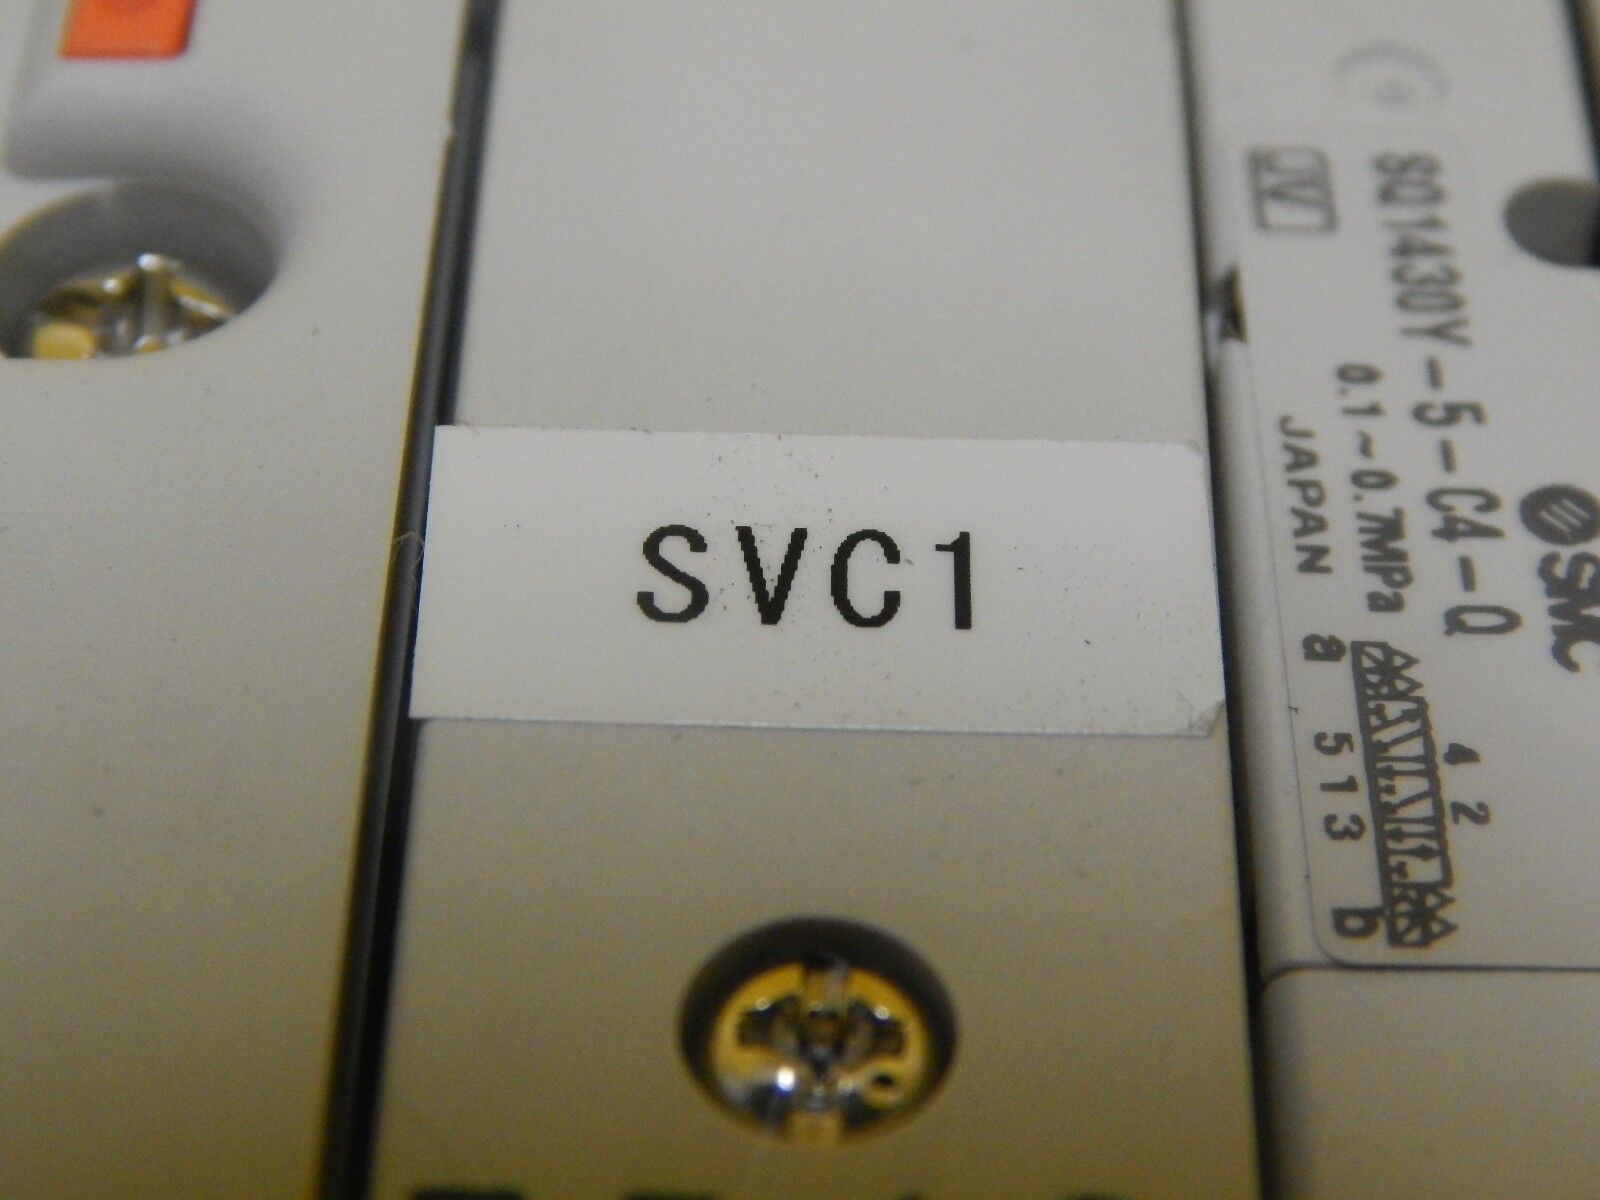 SVC1
SMC
SQ1430Y-5-C4-Q
0.1~0.7MPa
JAPAN
4 2
a 5 1 3 b